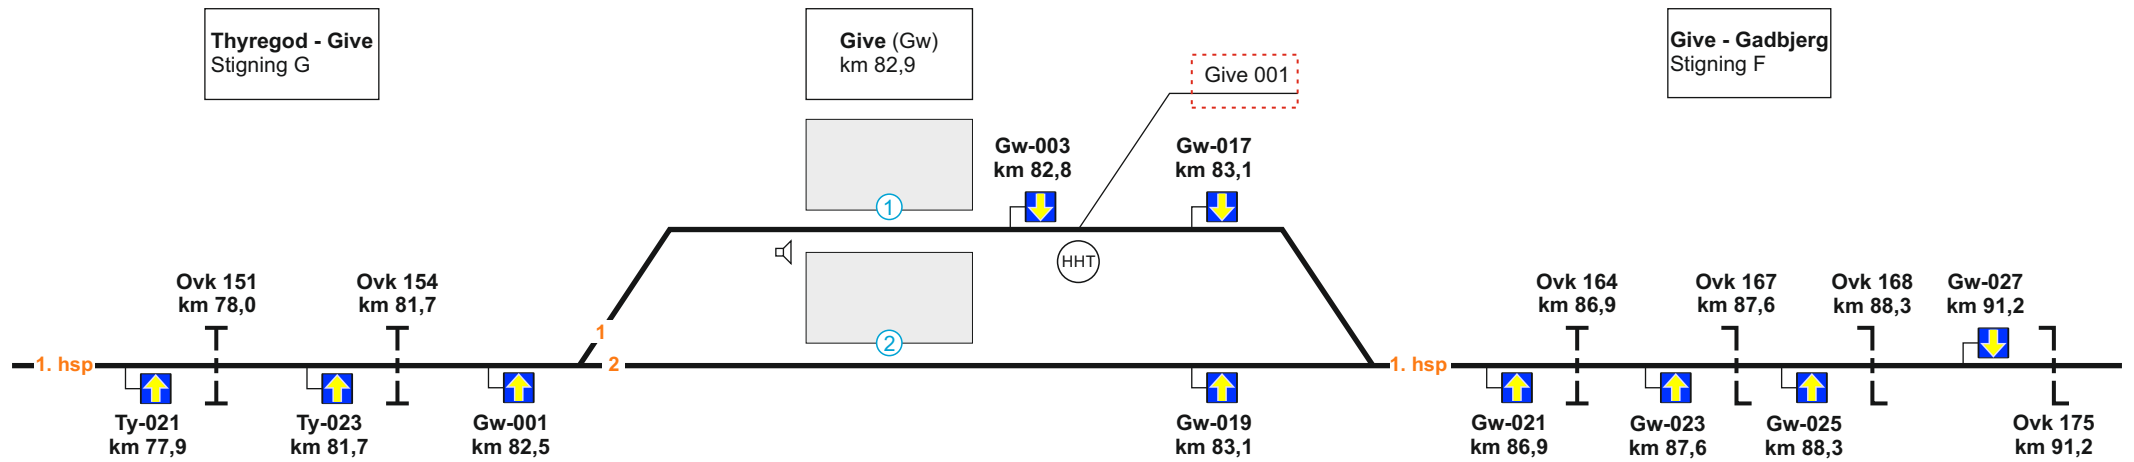 Thyregod - Give
Stigning G
Give (Gw)
km 82,9
Give 001
Give - Gadbjerg
Stigning F
Gw-003
km 82,8
Gw-017
km 83,1
1
HHT
2
Ovk 151
km 78,0
Ovk 154
km 81,7
Ovk 164
km 86,9
Ovk 167
km 87,6
Ovk 168
km 88,3
Gw-027
km 91,2
1
1. hsp
2
1. hsp
Ty-021
km 77,9
Ty-023
km 81,7
Gw-001
km 82,5
Gw-019
km 83,1
Gw-021
km 86,9
Gw-023
km 87,6
Gw-025
km 88,3
Ovk 175
km 91,2